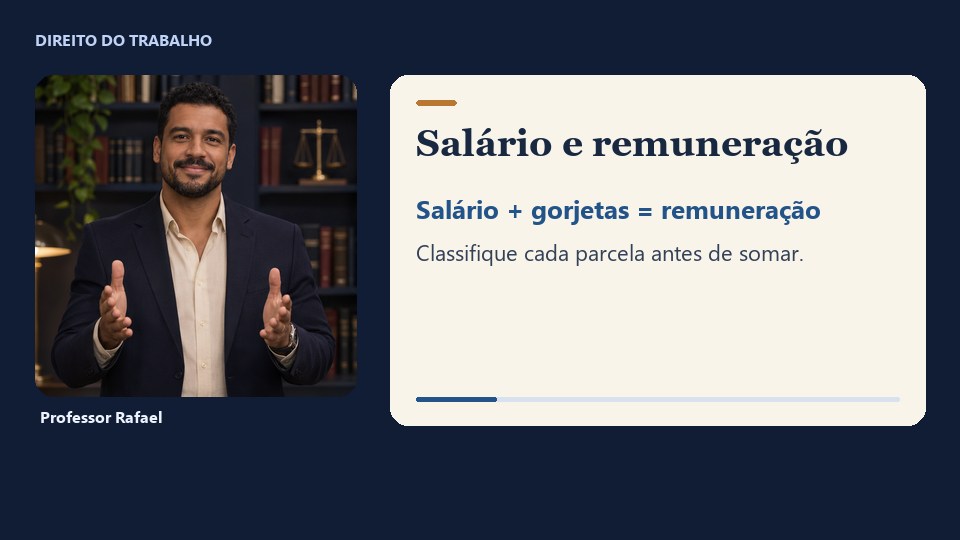 DIREITO DO TRABALHO
Salário e remuneração
Salário + gorjetas = remuneração
Classifique cada parcela antes de somar.
Professor Rafael